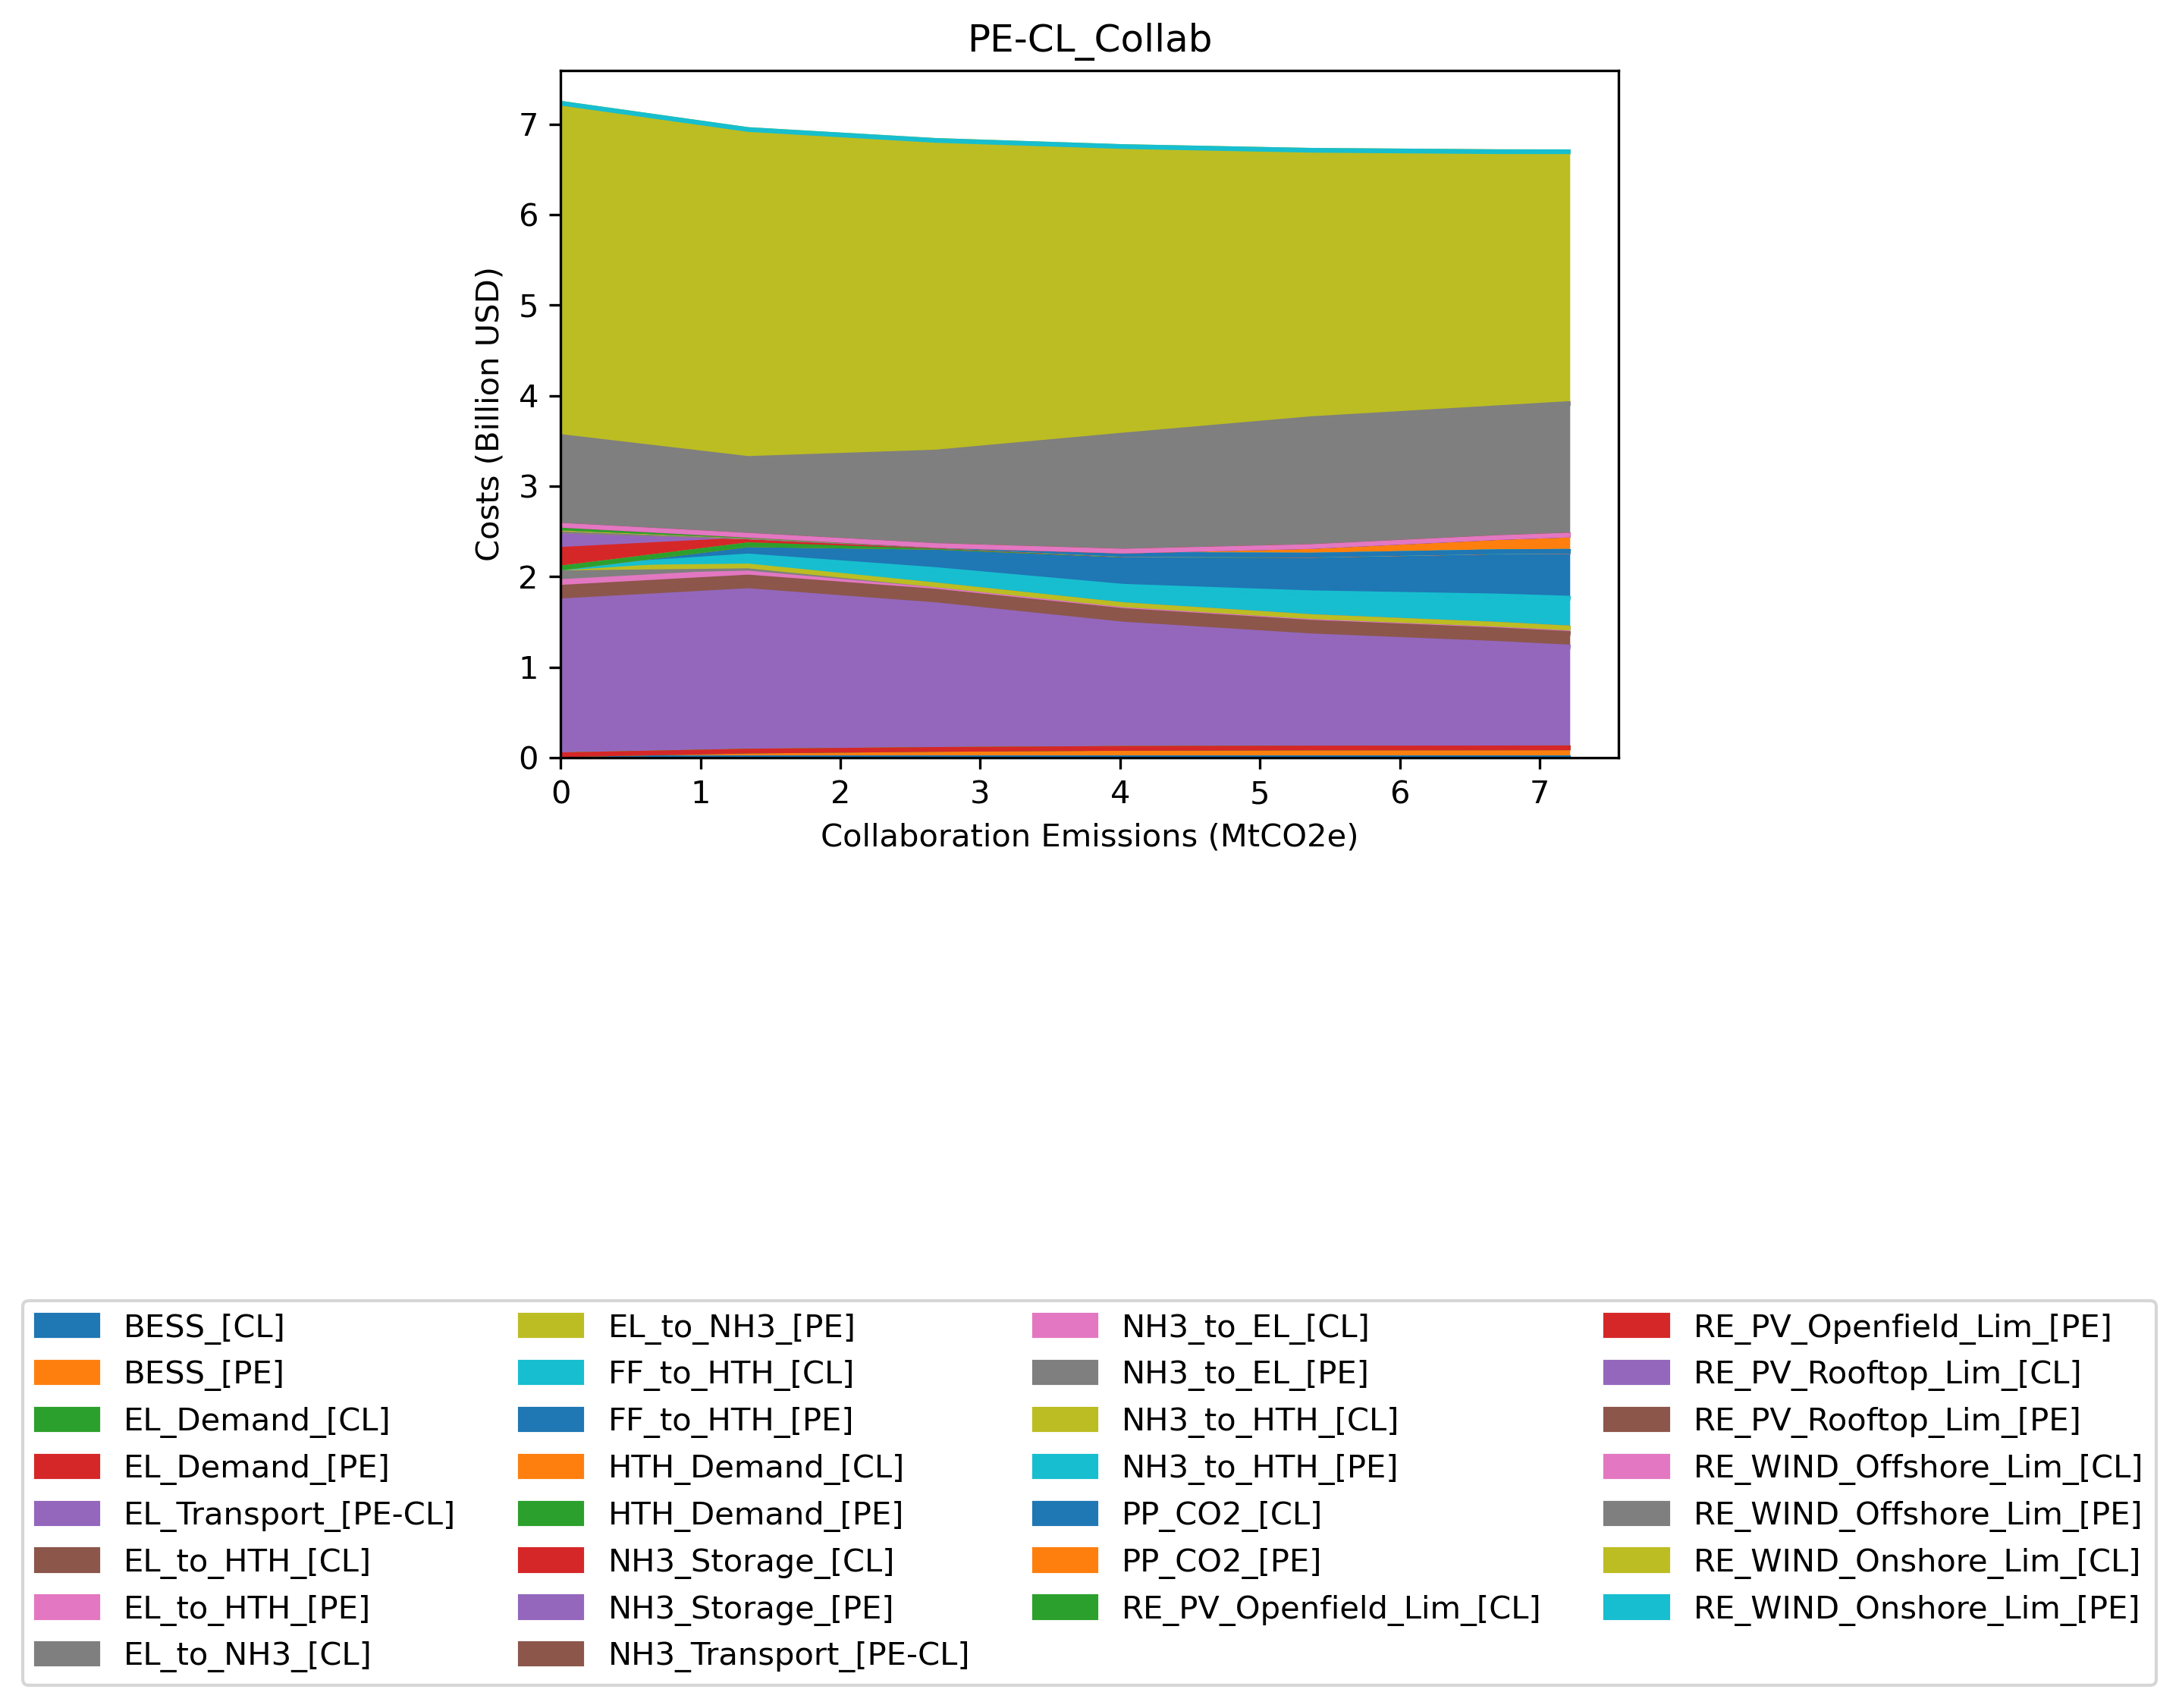 PE-CL_Collab
Costs (Billion USD)
7
6
5
4
3
2
1
0
0 1 2 3 4 5 6 7
Collaboration Emissions (MtCO2e)
BESS_[CL]
BESS_[PE]
EL_Demand_[CL]
EL_Demand_[PE]
EL_Transport_[PE-CL]
EL_to_HTH_[CL]
EL_to_HTH_[PE]
EL_to_NH3_[CL]
EL_to_NH3_[PE]
FF_to_HTH_[CL]
FF_to_HTH_[PE]
HTH_Demand_[CL]
HTH_Demand_[PE]
NH3_Storage_[CL]
NH3_Storage_[PE]
NH3_Transport_[PE-CL]
NH3_to_EL_[CL]
NH3_to_EL_[PE]
NH3_to_HTH_[CL]
NH3_to_HTH_[PE]
PP_CO2_[CL]
PP_CO2_[PE]
RE_PV_Openfield_Lim_[CL]
RE_PV_Openfield_Lim_[PE]
RE_PV_Rooftop_Lim_[CL]
RE_PV_Rooftop_Lim_[PE]
RE_WIND_Offshore_Lim_[CL]
RE_WIND_Offshore_Lim_[PE]
RE_WIND_Onshore_Lim_[CL]
RE_WIND_Onshore_Lim_[PE]